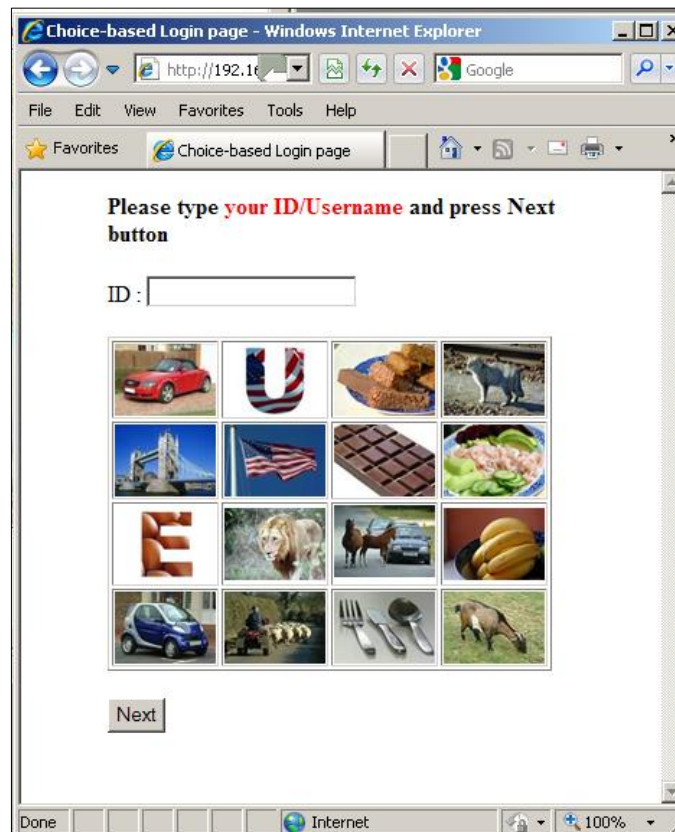 Choice-based Login page - Windows Internet Explorer
http://192.16
Google
File Edit View Favorites Tools Help
Favorites
Choice-based Login page
Please type your ID/Username and press Next
button
ID :
U
E
Next
Done
Internet
100%